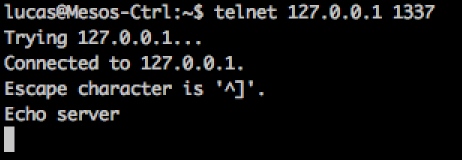 lucas@Mesos-Ctrl:~$ telnet 127.0.0.1 1337
Trying 127.0.0.1...
Connected to 127.0.0.1.
Escape character is '^]'.
Echo server